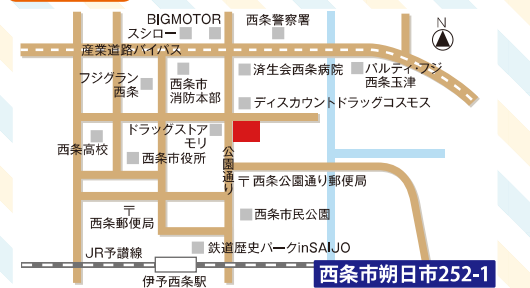 BIGMOTOR
スシロー
西条警察署
N
産業道路バイパス
フジグラン
西条
西条市
消防本部
済生会西条病院
パルティ・フジ
西条玉津
ディスカウントドラッグコスモス
ドラッグストア
モリ
西条高校
西条市役所
公園通り
〒西条公園通り郵便局
〒
西条郵便局
西条市民公園
鉄道歴史パークinSAIJO
JR予讃線
伊予西条駅
西条市朔日市252-1